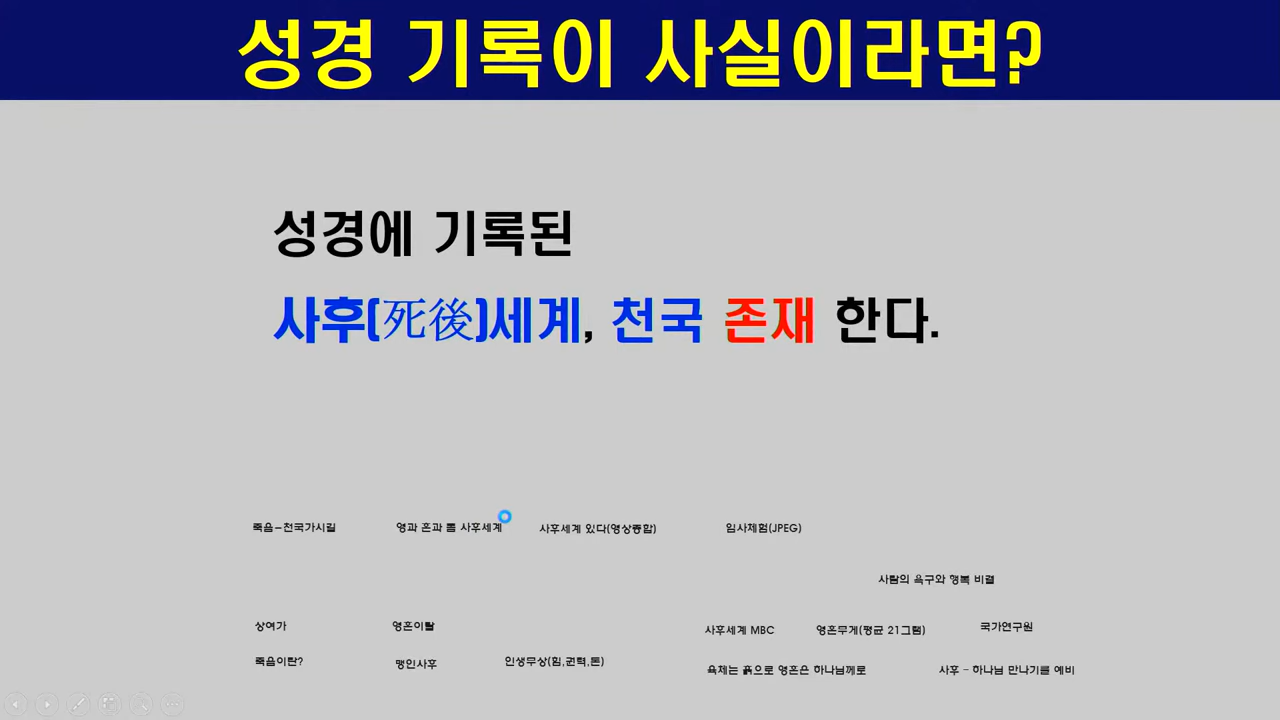 성경 기록이 사실이라면?
성경에 기록된
사후(死後)세계, 천국 존재 한다.
죽음-천국가시길 영과 혼과 몸 사후세계 사후세계 있다(영상종합) 임사체험(JPEG)
사람의 욕구와 행복 비결
상여가 영혼이탈 사후세계 MBC 영혼무게(평균 21그램) 국가연구원
죽음이란? 맹인사후 인생무상(힘,권력,돈) 육체는 흙으로 영혼은 하나님께로 사후 - 하나님 만나기를 예비